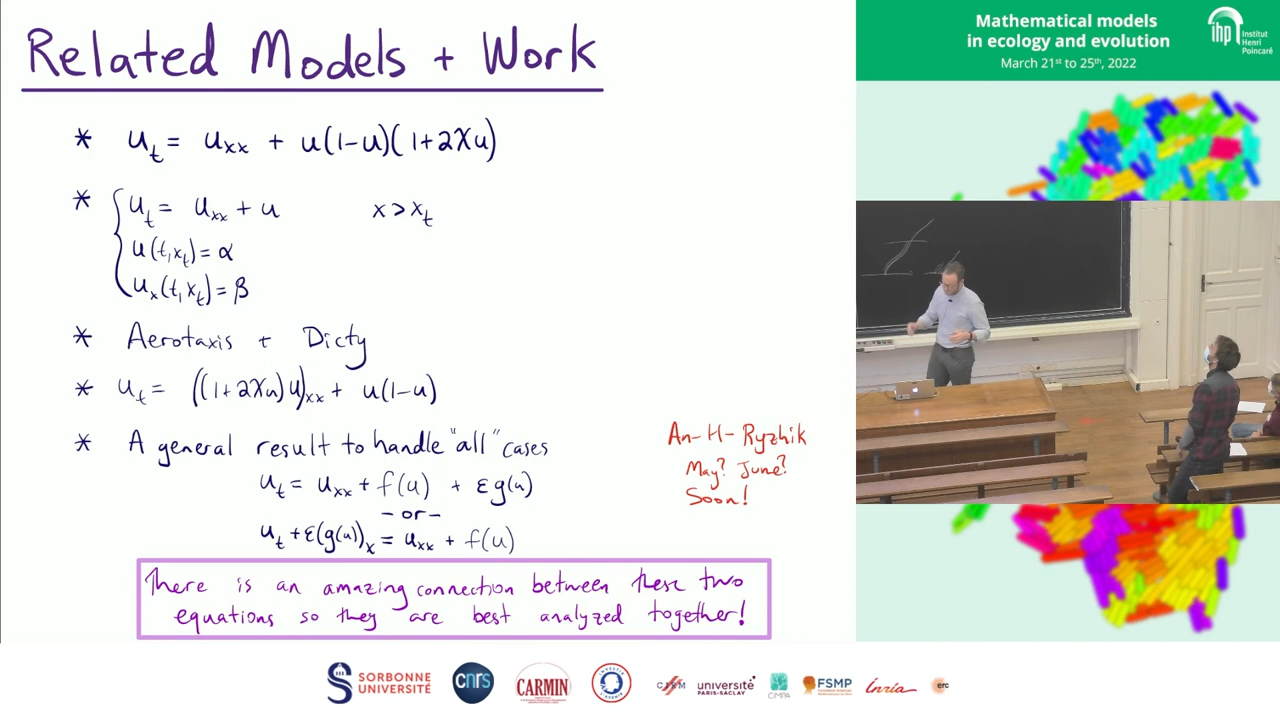 Related Models + Work
* u_t = u_xx + u(1-u)(1+2χu)
* { u_t = u_xx + u    x > x_t
u(t,x_t) = α
u_x(t,x_t) = β
* Aerotaxis + Dicty
* u_t = ((1+2χu)u)_xx + u(1-u)
* A general result to handle "all" cases
u_t = u_xx + f(u) + εg(u)
- or -
u_t + ε(g(u))_x = u_xx + f(u)
There is an amazing connection between these two
equations so they are best analyzed together!
An-H-Ryzhik
May? June?
Soon!
Mathematical models
in ecology and evolution
March 21st to 25th, 2022
ihp Institut
Henri
Poincaré
SORBONNE
UNIVERSITÉ
cnrs
CARMIN
CIRM
université
PARIS-SACLAY
CIMPA
FSMP
Inria
erc